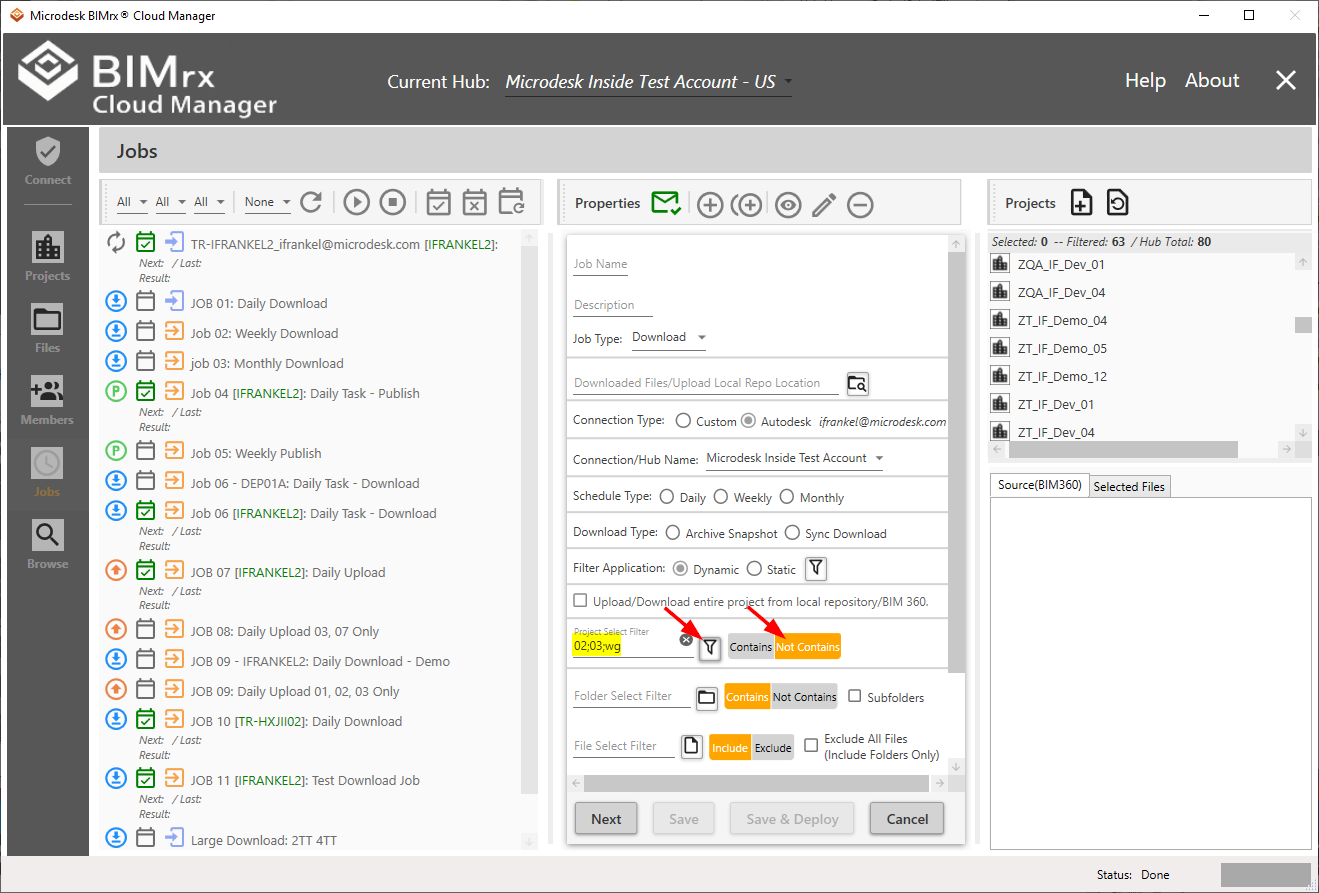 Microdesk BIMrx® Cloud Manager
BIMrx
Cloud Manager
Current Hub: Microdesk Inside Test Account - US
Help About
Connect
Projects
Files
Members
Jobs
Browse
Jobs
All All All None
TR-IFRANKEL2_ifrankel@microdesk.com [IFRANKEL2]:
Next: / Last:
Result:
JOB 01: Daily Download
Job 02: Weekly Download
job 03: Monthly Download
P Job 04 [IFRANKEL2]: Daily Task - Publish
Next: / Last:
Result:
P Job 05: Weekly Publish
Job 06 - DEP01A: Daily Task - Download
Job 06 [IFRANKEL2]: Daily Task - Download
Next: / Last:
Result:
JOB 07 [IFRANKEL2]: Daily Upload
Next: / Last:
Result:
JOB 08: Daily Upload 03, 07 Only
JOB 09 - IFRANKEL2: Daily Download - Demo
JOB 09: Daily Upload 01, 02, 03 Only
JOB 10 [TR-HXJII02]: Daily Download
Next: / Last:
Result:
JOB 11 [IFRANKEL2]: Test Download Job
Next: / Last:
Result:
Large Download: 2TT 4TT
Properties
Job Name
Description
Job Type: Download
Downloaded Files/Upload Local Repo Location
Connection Type: Custom Autodesk ifrankel@microdesk.com
Connection/Hub Name: Microdesk Inside Test Account
Schedule Type: Daily Weekly Monthly
Download Type: Archive Snapshot Sync Download
Filter Application: Dynamic Static
Upload/Download entire project from local repository/BIM 360.
Project Select Filter
02;03;wg Contains Not Contains
Folder Select Filter Contains Not Contains Subfolders
File Select Filter Include Exclude Exclude All Files
(Include Folders Only)
Next Save Save & Deploy Cancel
Projects
Selected: 0 -- Filtered: 63 / Hub Total: 80
ZQA_IF_Dev_01
ZQA_IF_Dev_04
ZT_IF_Demo_04
ZT_IF_Demo_05
ZT_IF_Demo_12
ZT_IF_Dev_01
ZT_IF_Dev_04
Source(BIM360) Selected Files
Status: Done